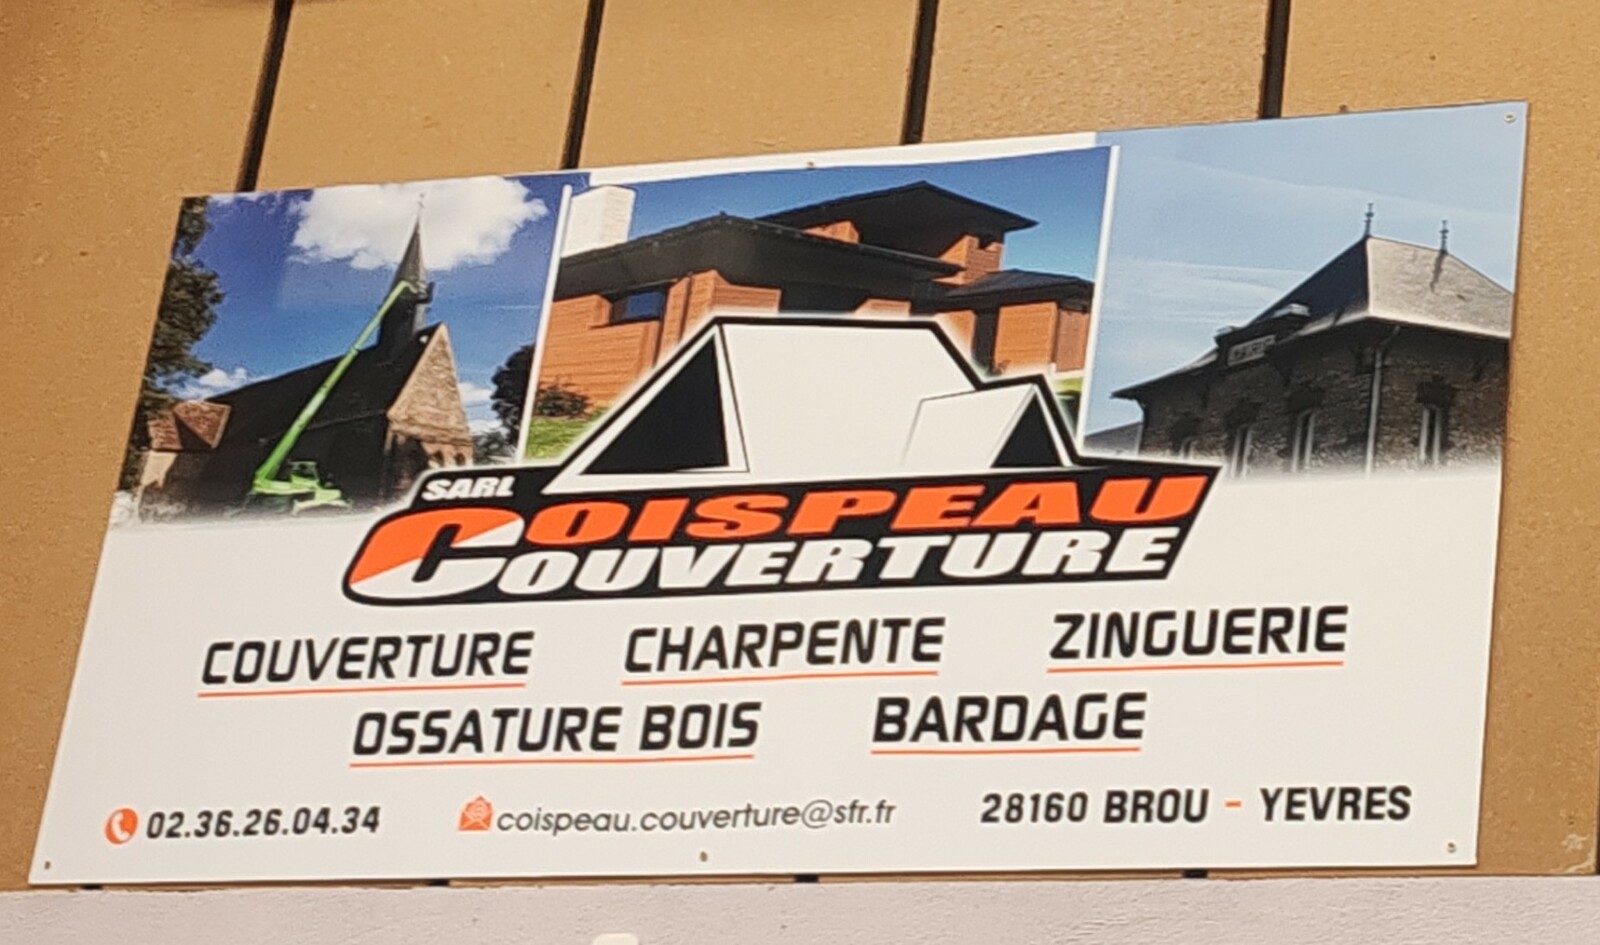 SARL
COISPEAU
COUVERTURE
COUVERTURE CHARPENTE ZINGUERIE
OSSATURE BOIS BARDAGE
02.36.26.04.34 coispeau.couverture@sfr.fr 28160 BROU - YEVRES